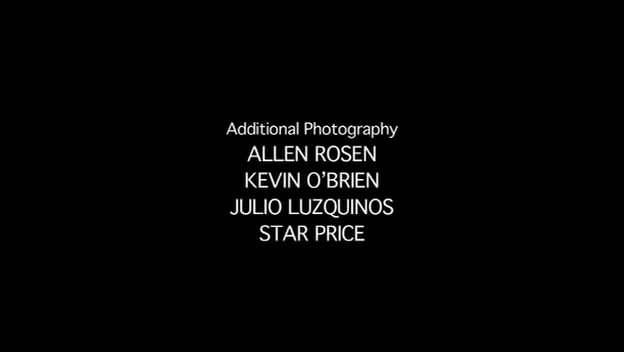 Additional Photography
ALLEN ROSEN
KEVIN O’BRIEN
JULIO LUZQUINOS
STAR PRICE